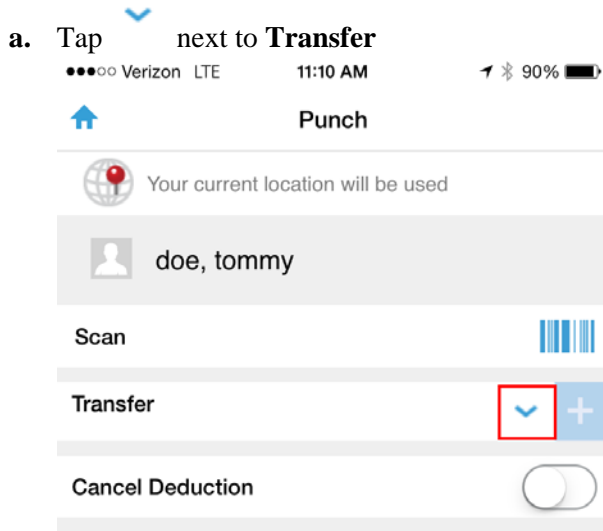 a. Tap next to Transfer
Verizon LTE 11:10 AM 90%
Punch
Your current location will be used
doe, tommy
Scan
Transfer
Cancel Deduction